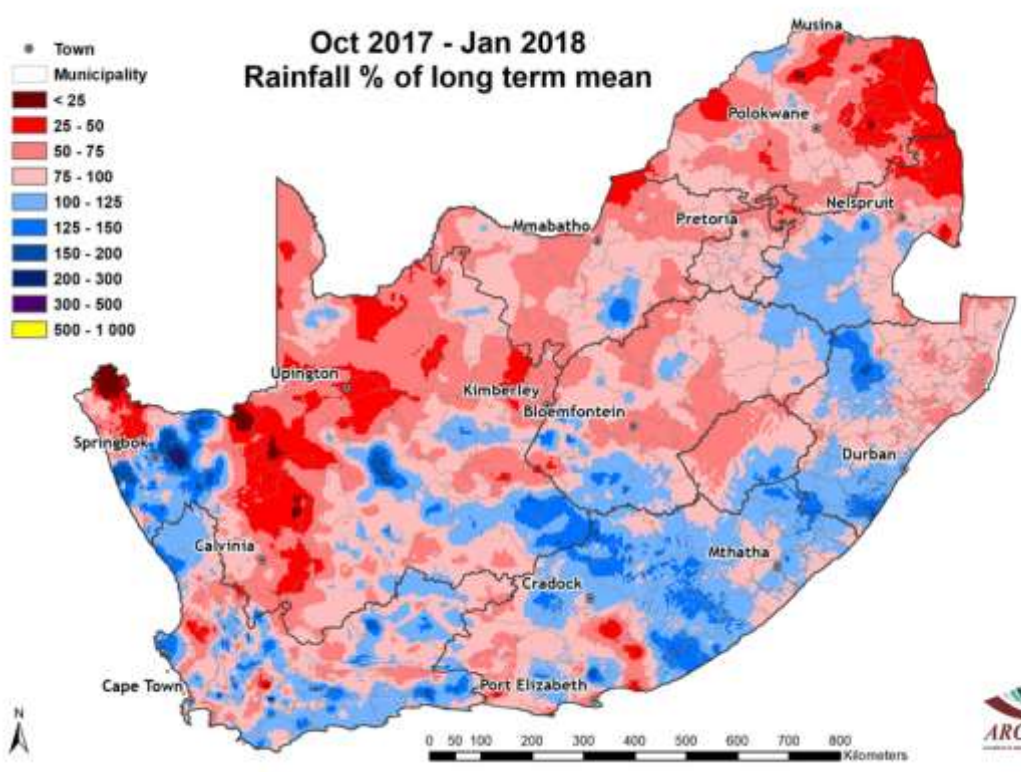 Oct 2017 - Jan 2018
Rainfall % of long term mean
Town
Municipality
< 25
25 - 50
50 - 75
75 - 100
100 - 125
125 - 150
150 - 200
200 - 300
300 - 500
500 - 1 000
Musina
Polokwane
Nelspruit
Pretoria
Mmabatho
Upington
Kimberley
Bloemfontein
Springbok
Durban
Calvinia
Mthatha
Cradock
Cape Town
Port Elizabeth
N
0 50 100 200 300 400 500 600 700 800
Kilometers
ARC